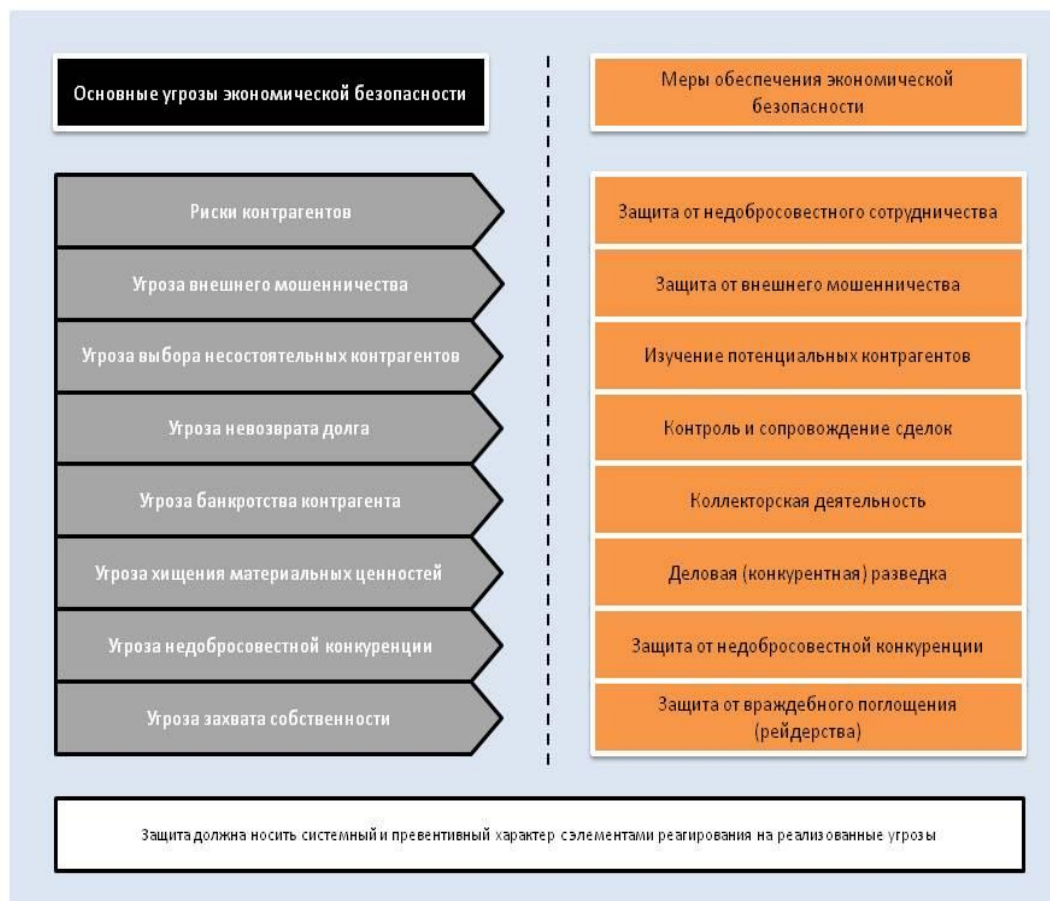 Основные угрозы экономической безопасности
Меры обеспечения экономической
безопасности
Риски контрагентов
Защита от недобросовестного сотрудничества
Угроза внешнего мошенничества
Защита от внешнего мошенничества
Угроза выбора несостоятельных контрагентов
Изучение потенциальных контрагентов
Угроза невозврата долга
Контроль и сопровождение сделок
Угроза банкротства контрагента
Коллекторская деятельность
Угроза хищения материальных ценностей
Деловая (конкурентная) разведка
Угроза недобросовестной конкуренции
Защита от недобросовестной конкуренции
Угроза захвата собственности
Защита от враждебного поглощения
(рейдерства)
Защита должна носить системный и превентивный характер с элементами реагирования на реализованные угрозы